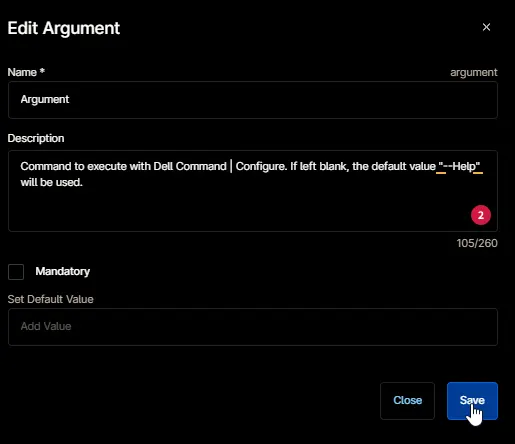 Edit Argument
Name * argument
Argument
Description
Command to execute with Dell Command | Configure. If left blank, the default value "--Help"
will be used.
2
105/260
Mandatory
Set Default Value
Add Value
Close Save